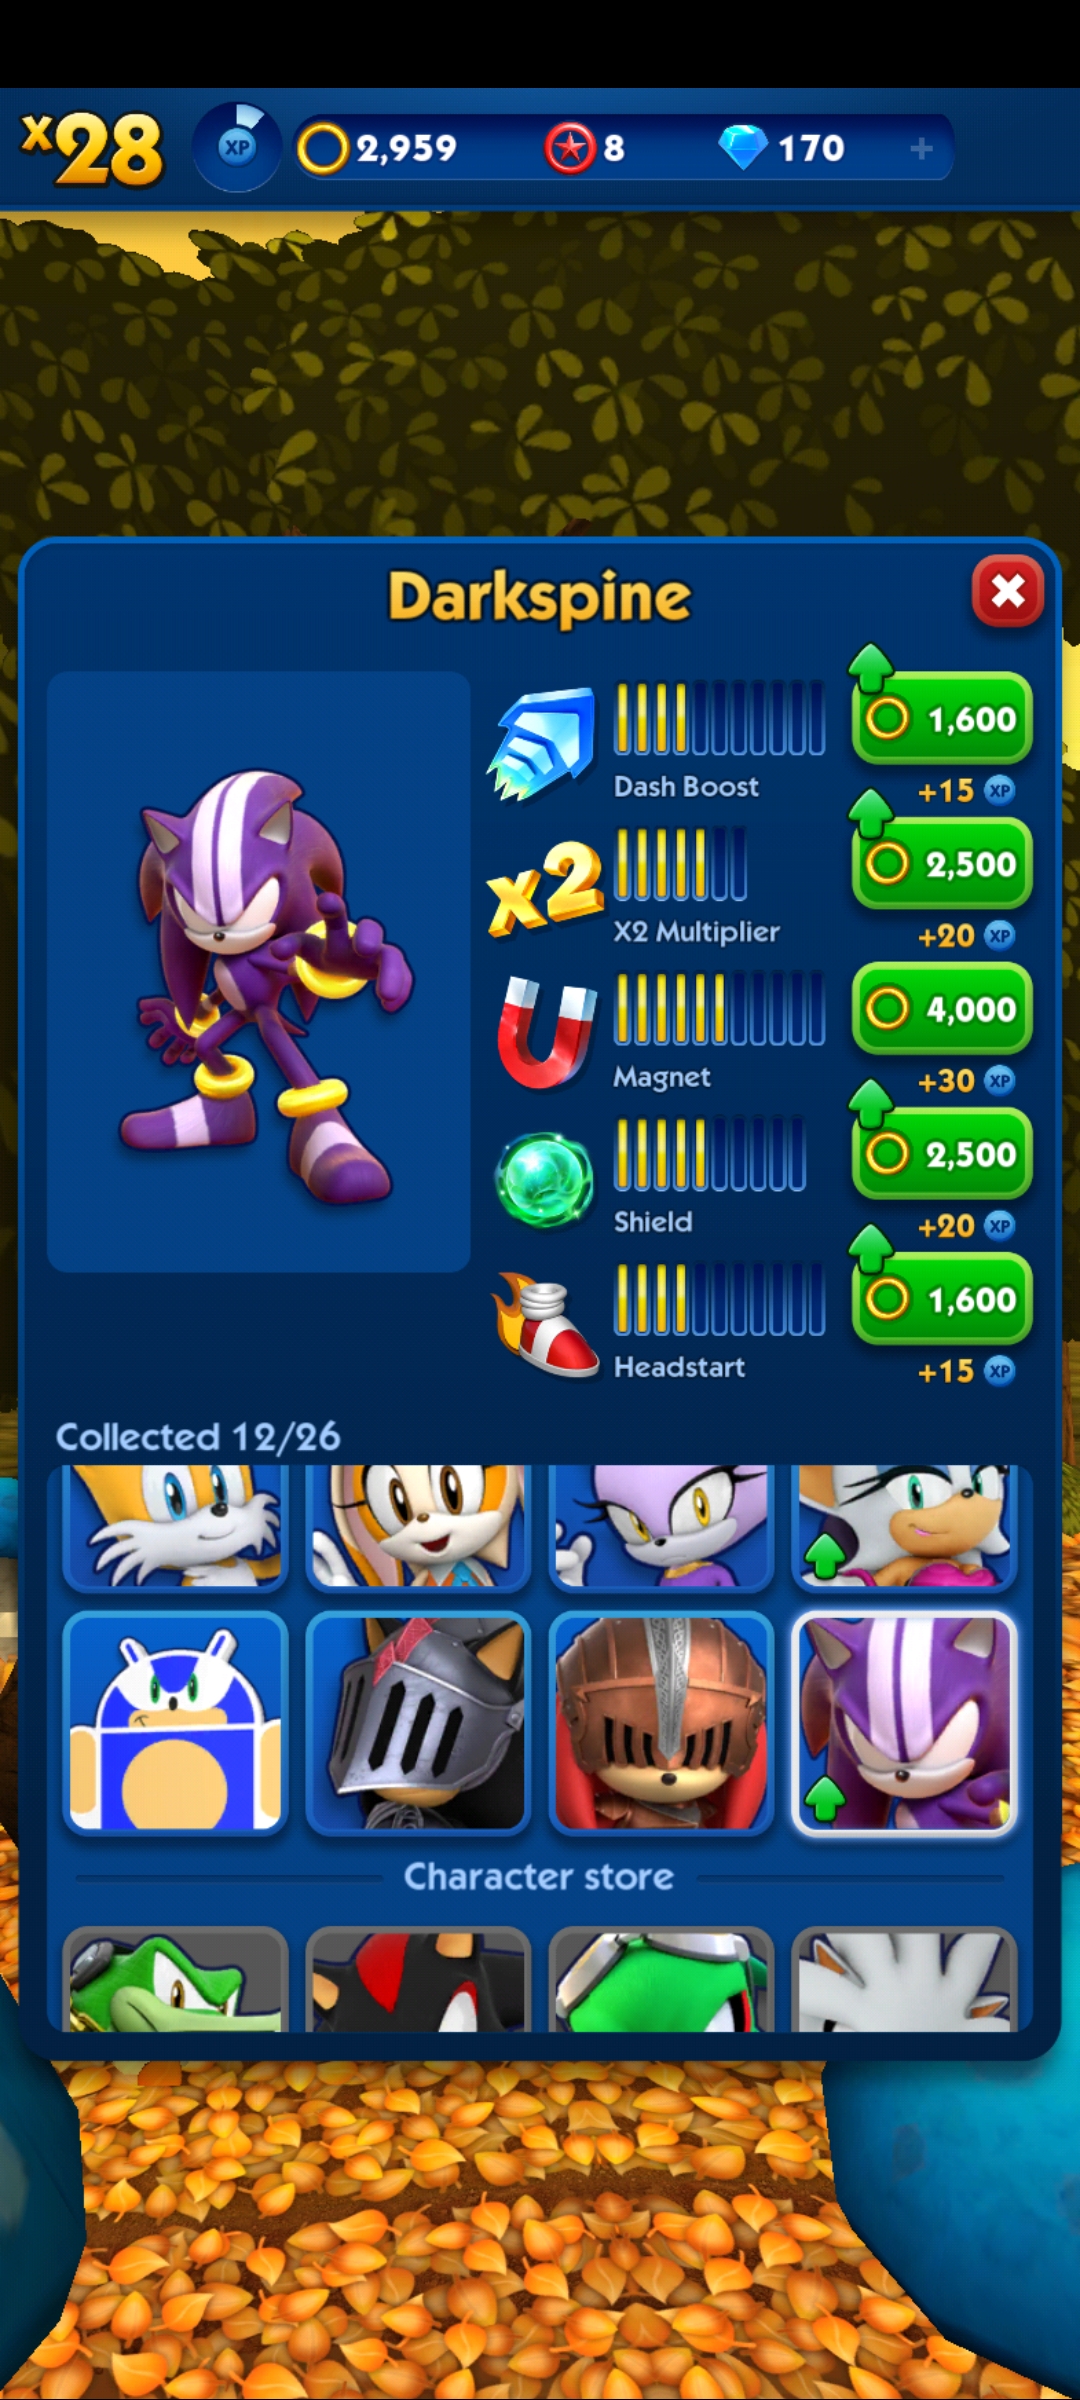 x28
XP
2,959
8
170
+
Darkspine
1,600
Dash Boost
+15 XP
x2
2,500
X2 Multiplier
+20 XP
4,000
Magnet
+30 XP
2,500
Shield
+20 XP
1,600
Headstart
+15 XP
Collected 12/26
Character store